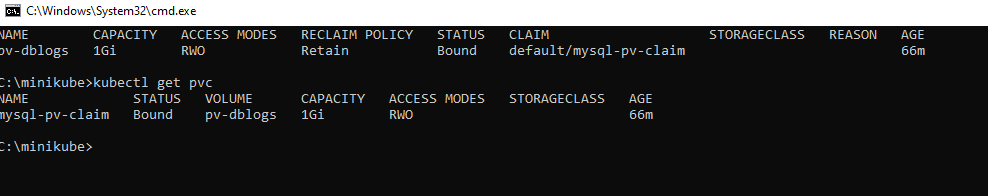 C:\Windows\System32\cmd.exe
NAME CAPACITY ACCESS MODES RECLAIM POLICY STATUS CLAIM STORAGECLASS REASON AGE
pv-dblogs 1Gi RWO Retain Bound default/mysql-pv-claim 66m
C:\minikube>kubectl get pvc
NAME STATUS VOLUME CAPACITY ACCESS MODES STORAGECLASS AGE
mysql-pv-claim Bound pv-dblogs 1Gi RWO 66m
C:\minikube>